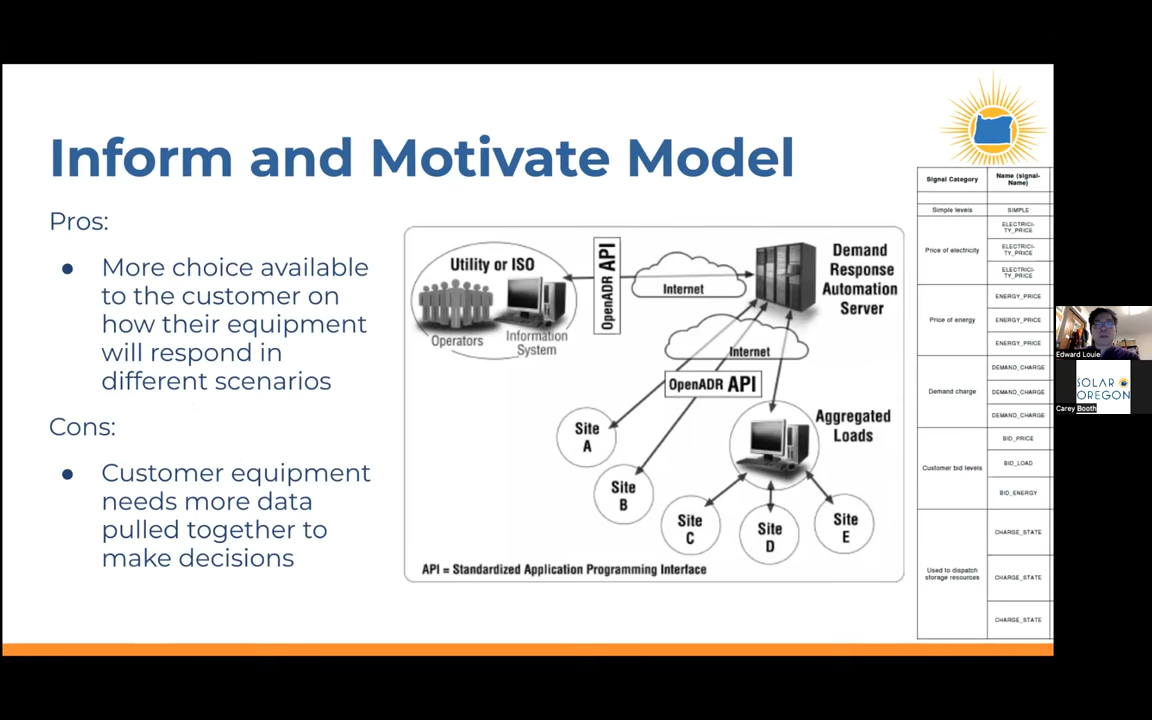 Inform and Motivate Model
Pros:
● More choice available
to the customer on
how their equipment
will respond in
different scenarios
Cons:
● Customer equipment
needs more data
pulled together to
make decisions
Utility or ISO
Operators
Information
System
OpenADR API
Internet
Demand
Response
Automation
Server
Internet
OpenADR API
Site
A
Site
B
Aggregated
Loads
Site
C
Site
D
Site
E
API = Standardized Application Programming Interface
Signal Category
Name (signal-
Name)
Simple levels
SIMPLE
Price of electricity
ELECTRICI-
TY_PRICE
ELECTRICI-
TY_PRICE
ELECTRICI-
TY_PRICE
Price of energy
ENERGY_PRICE
ENERGY_PRICE
ENERGY_PRICE
Demand charge
DEMAND_CHARGE
DEMAND_CHARGE
DEMAND_CHARGE
Customer bid levels
BID_PRICE
BID_LOAD
BID_ENERGY
Used to dispatch
storage resources
CHARGE_STATE
CHARGE_STATE
CHARGE_STATE
Edward Louie
SOLAR
OREGON
Carey Booth